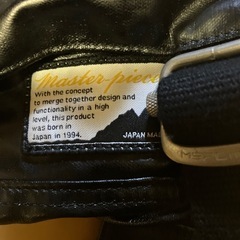 Master-piece
With the concept
to merge together design and
functionality in a high
level, this product
was born in
Japan in 1994.
JAPAN MA